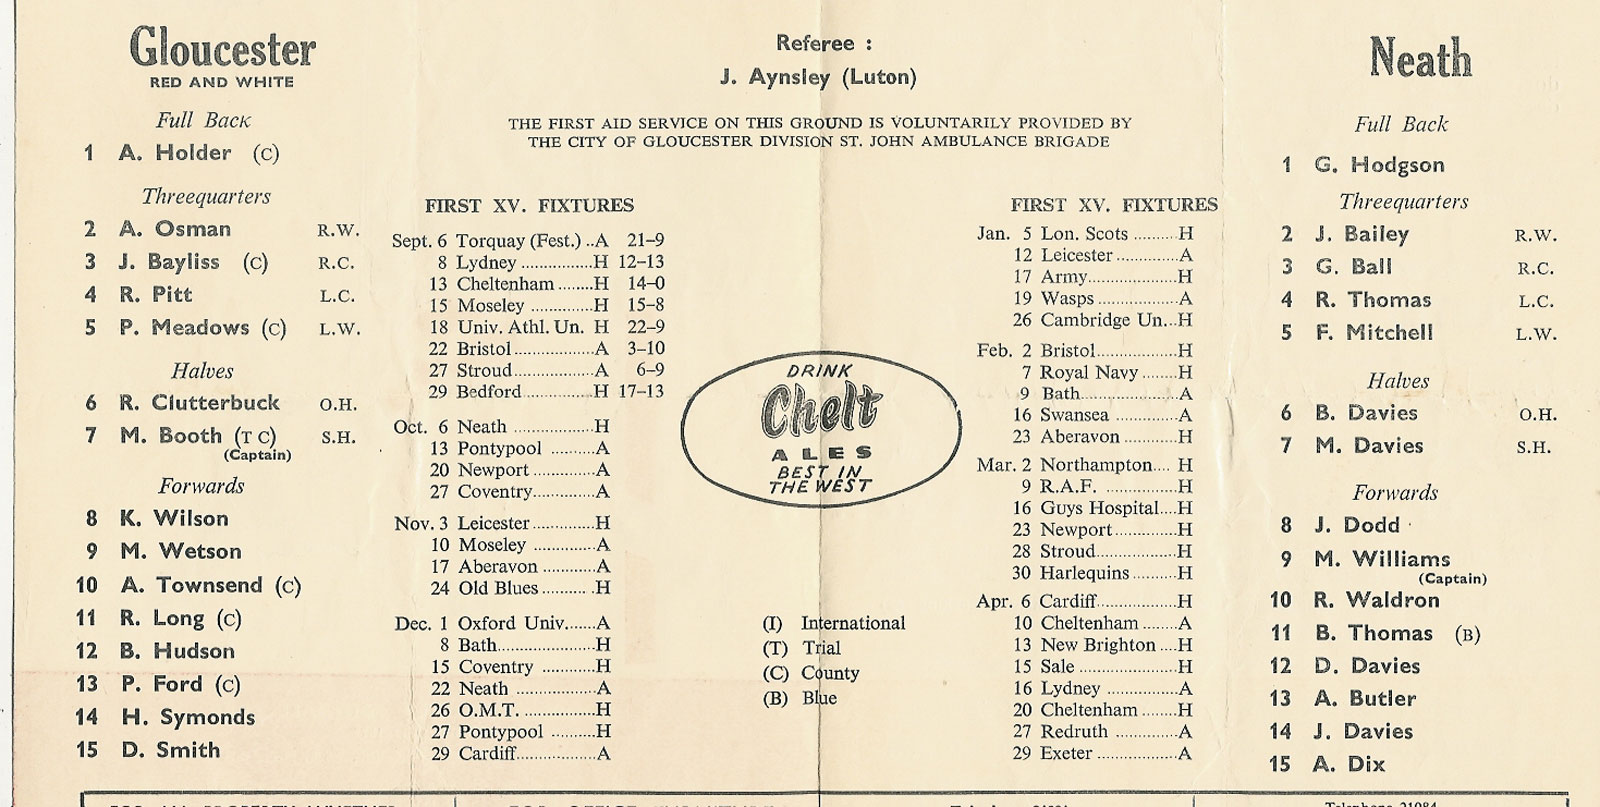 Gloucester
RED AND WHITE
Full Back
1 A. Holder (C)
Threequarters
2 A. Osman R.W.
3 J. Bayliss (C) R.C.
4 R. Pitt L.C.
5 P. Meadows (C) L.W.
Halves
6 R. Clutterbuck O.H.
7 M. Booth (T C) S.H.
(Captain)
Forwards
8 K. Wilson
9 M. Wetson
10 A. Townsend (C)
11 R. Long (C)
12 B. Hudson
13 P. Ford (C)
14 H. Symonds
15 D. Smith
Referee :
J. Aynsley (Luton)
THE FIRST AID SERVICE ON THIS GROUND IS VOLUNTARILY PROVIDED BY
THE CITY OF GLOUCESTER DIVISION ST. JOHN AMBULANCE BRIGADE
FIRST XV. FIXTURES
Sept. 6 Torquay (Fest.) ..A 21–9
8 Lydney ................H 12–13
13 Cheltenham ........H 14–0
15 Moseley ..............H 15–8
18 Univ. Athl. Un. H 22–9
22 Bristol..................A 3–10
27 Stroud..................A 6–9
29 Bedford...............H 17–13
Oct. 6 Neath ..................H
13 Pontypool ..........A
20 Newport .............A
27 Coventry.............A
Nov. 3 Leicester .............H
10 Moseley .............A
17 Aberavon ...........A
24 Old Blues...........H
Dec. 1 Oxford Univ.......A
8 Bath.....................H
15 Coventry ............H
22 Neath .................A
26 O.M.T. ...............H
27 Pontypool ..........H
29 Cardiff.................A
DRINK
Chelt
ALES
BEST IN
THE WEST
(I) International
(T) Trial
(C) County
(B) Blue
FIRST XV. FIXTURES
Jan. 5 Lon. Scots .........H
12 Leicester .............A
17 Army...................H
19 Wasps .................A
26 Cambridge Un...H
Feb. 2 Bristol..................H
7 Royal Navy ........H
9 Bath.....................A
16 Swansea ..............A
23 Aberavon ............H
Mar. 2 Northampton.... H
9 R.A.F. ................H
16 Guys Hospital....H
23 Newport..............H
28 Stroud.................H
30 Harlequins ..........H
Apr. 6 Cardiff.................H
10 Cheltenham ........A
13 New Brighton ....H
15 Sale .....................H
16 Lydney ................A
20 Cheltenham ........H
27 Redruth ...............A
29 Exeter .................A
Neath
Full Back
1 G. Hodgson
Threequarters
2 J. Bailey R.W.
3 G. Ball R.C.
4 R. Thomas L.C.
5 F. Mitchell L.W.
Halves
6 B. Davies O.H.
7 M. Davies S.H.
Forwards
8 J. Dodd
9 M. Williams
(Captain)
10 R. Waldron
11 B. Thomas (B)
12 D. Davies
13 A. Butler
14 J. Davies
15 A. Dix